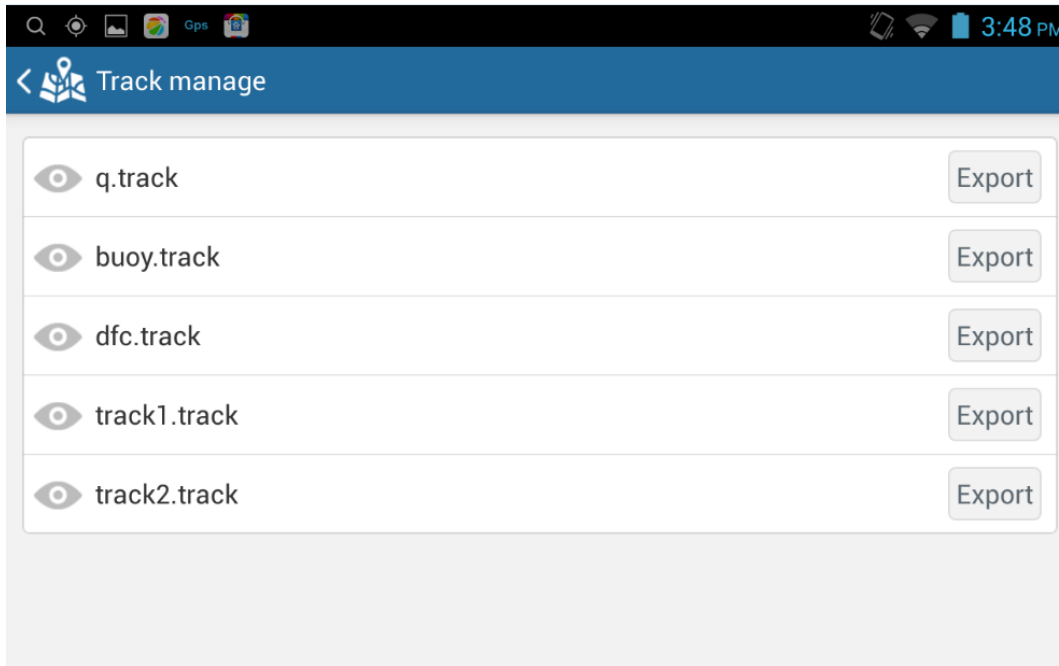 Gps 3:48 PM
Track manage
q.track Export
buoy.track Export
dfc.track Export
track1.track Export
track2.track Export